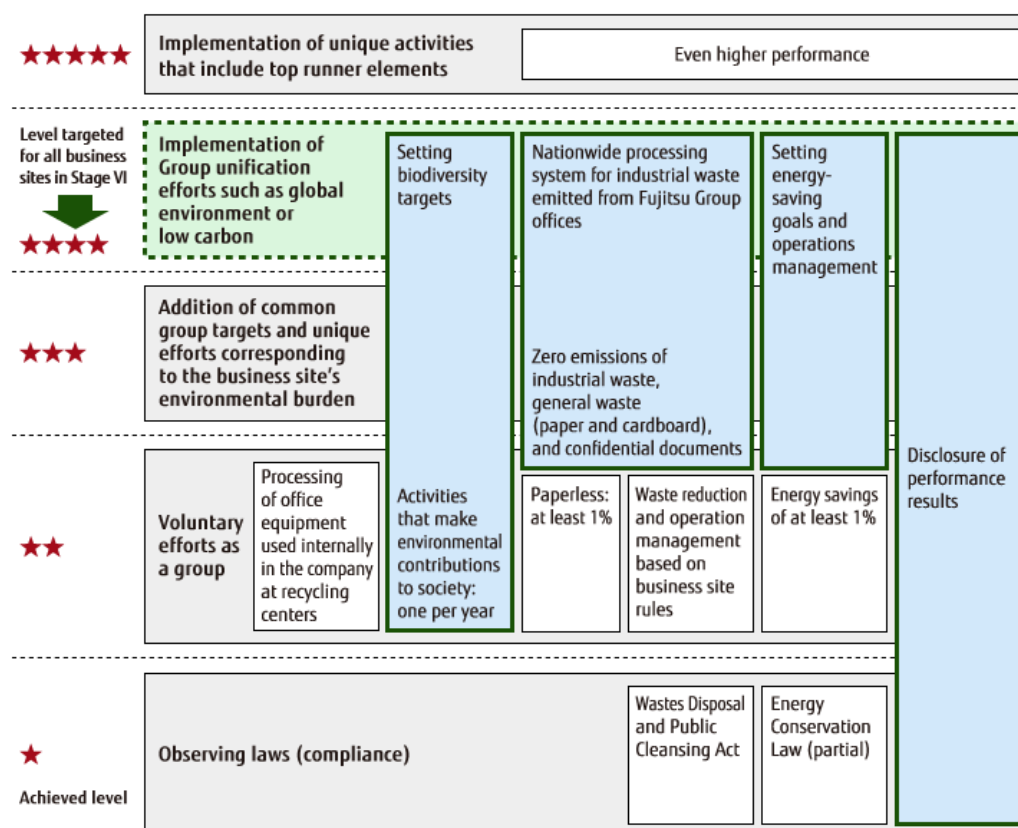 ★★★★★
Implementation of unique activities
that include top runner elements
Even higher performance
Level targeted
for all business
sites in Stage VI
★★★★
Implementation of
Group unification
efforts such as global
environment or
low carbon
Setting
biodiversity
targets
Nationwide processing
system for industrial waste
emitted from Fujitsu Group
offices
Setting
energy-
saving
goals and
operations
management
★★★
Addition of common
group targets and unique
efforts corresponding
to the business site's
environmental burden
Zero emissions of
industrial waste,
general waste
(paper and cardboard),
and confidential documents
Disclosure of
performance
results
★★
Voluntary
efforts as
a group
Processing
of office
equipment
used internally
in the company
at recycling
centers
Activities
that make
environmental
contributions
to society:
one per year
Paperless:
at least 1%
Waste reduction
and operation
management
based on
business site
rules
Energy savings
of at least 1%
★
Achieved level
Observing laws (compliance)
Wastes Disposal
and Public
Cleansing Act
Energy
Conservation
Law (partial)